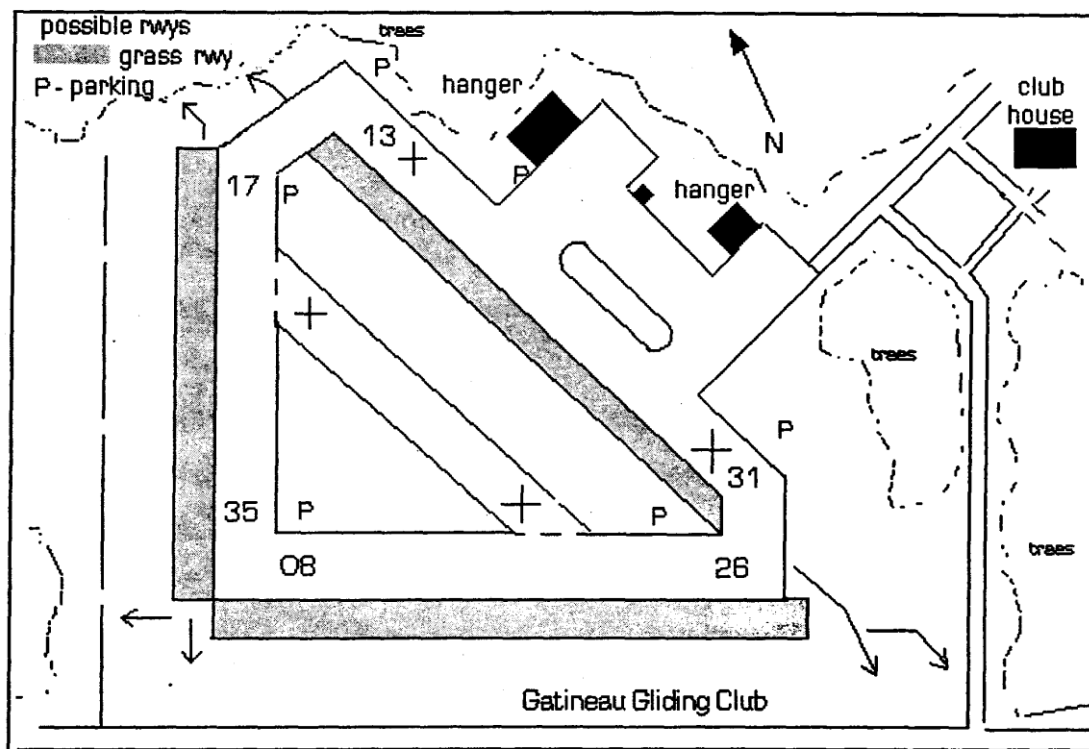 possible rwys
grass rwy
P - parking
trees
P
hanger
13
P
N
club
house
17
P
hanger
trees
P
31
trees
35
P
P
08
26
Gatineau Gliding Club